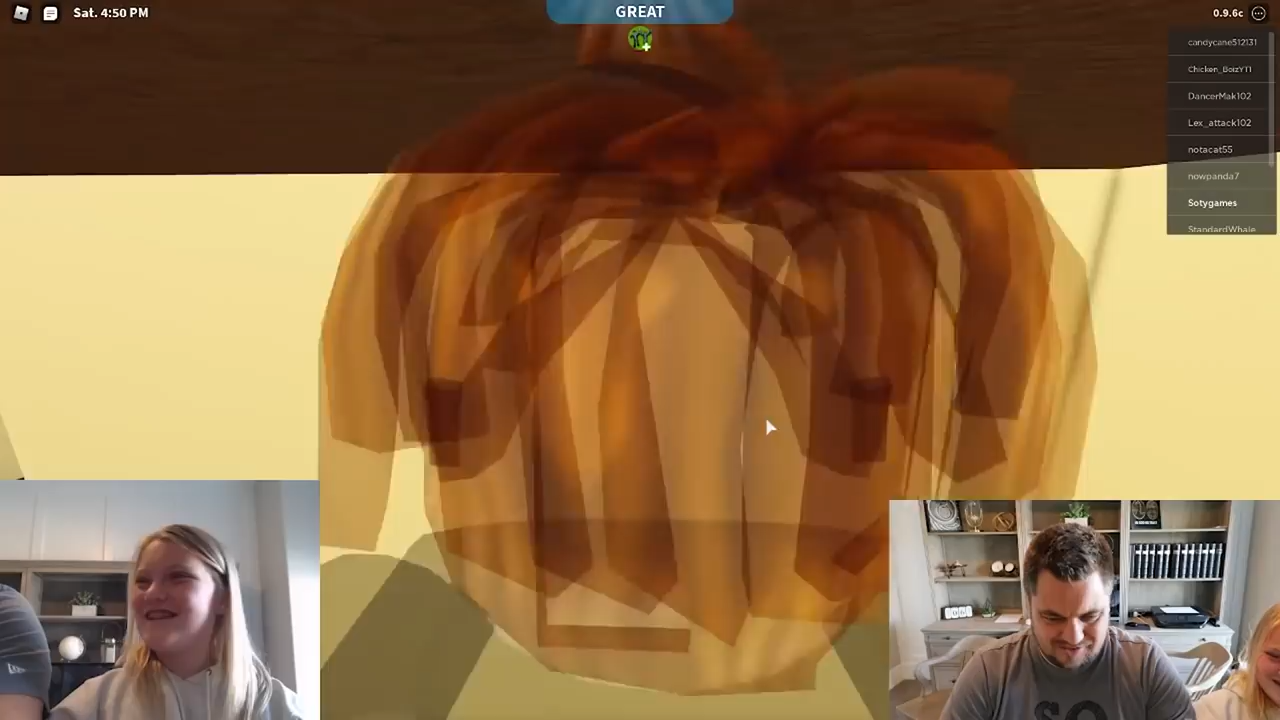 Sat. 4:50 PM
GREAT
0.9.6c
candycane512131
Chicken_BoizYT1
DancerMak102
Lex_attack102
notacat55
nowpanda7
Sotygames
StandardWhale